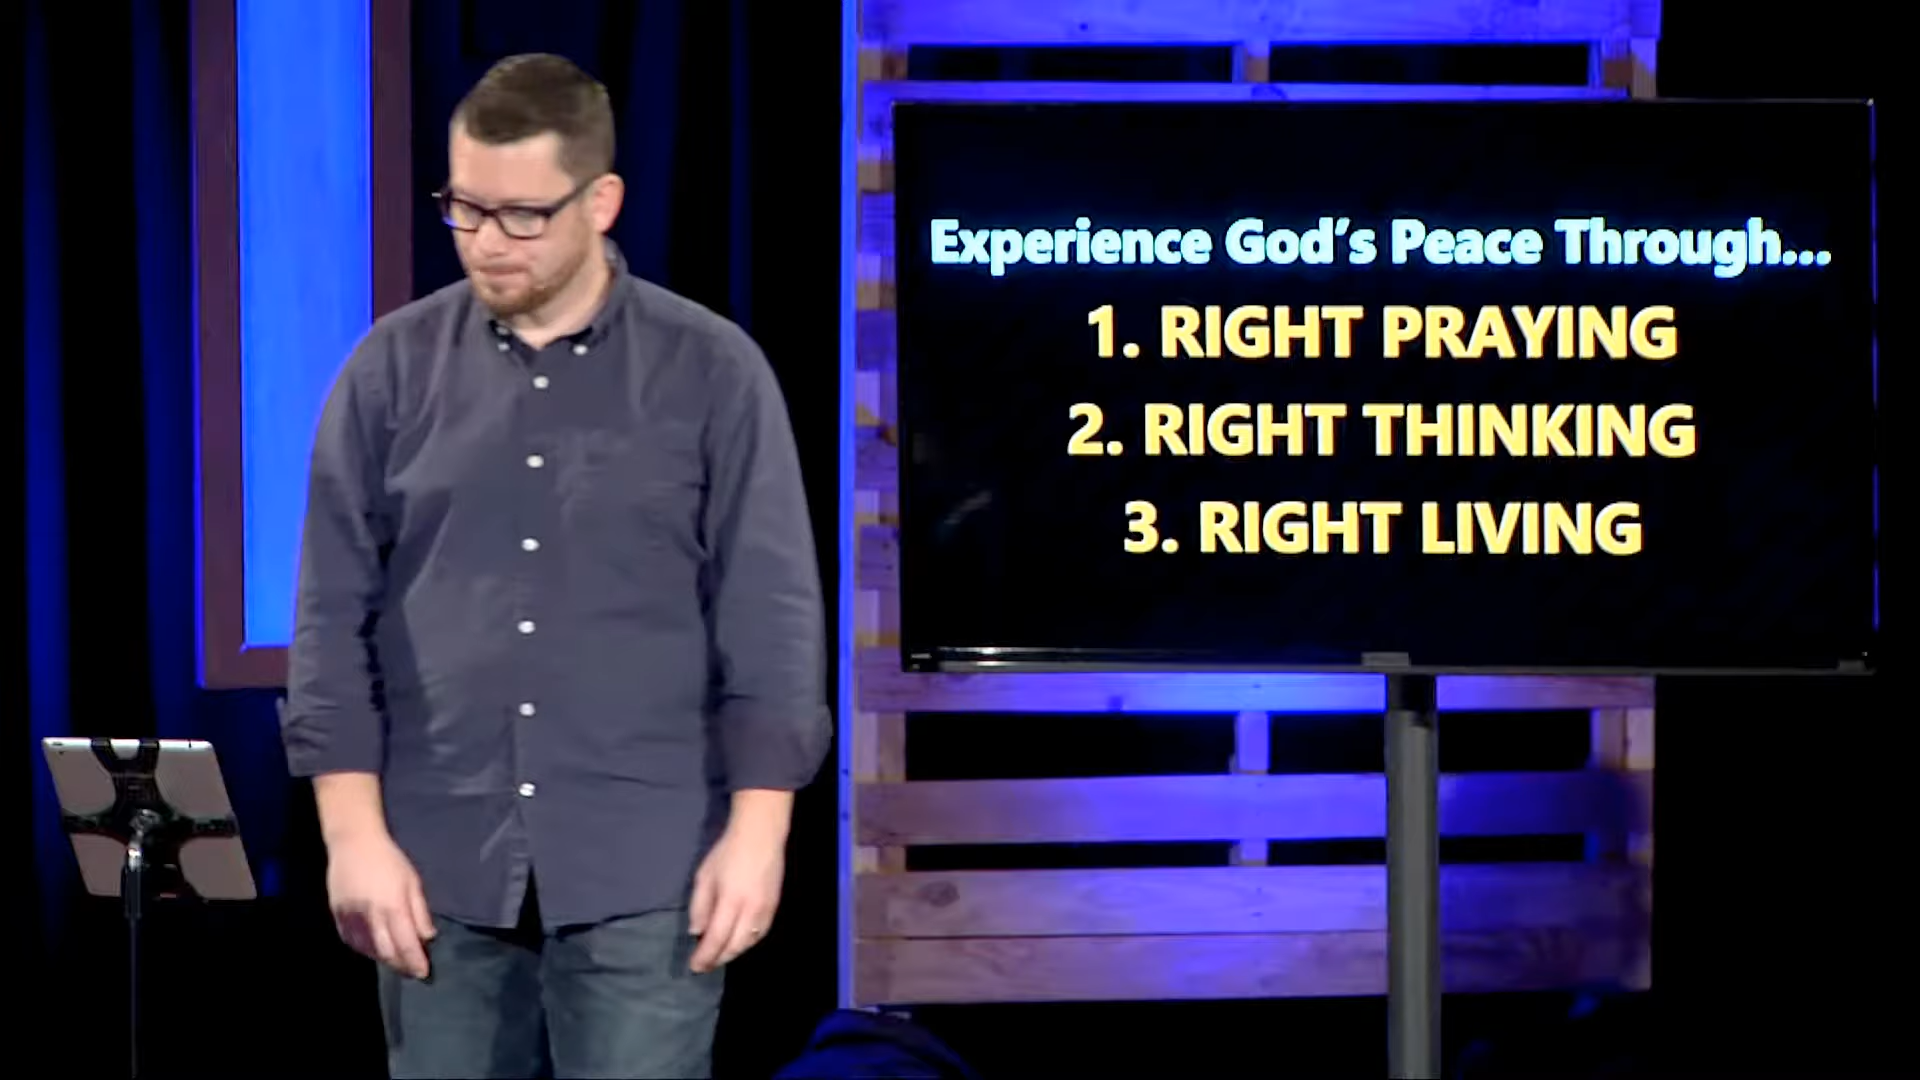 Experience God’s Peace Through...
1. RIGHT PRAYING
2. RIGHT THINKING
3. RIGHT LIVING